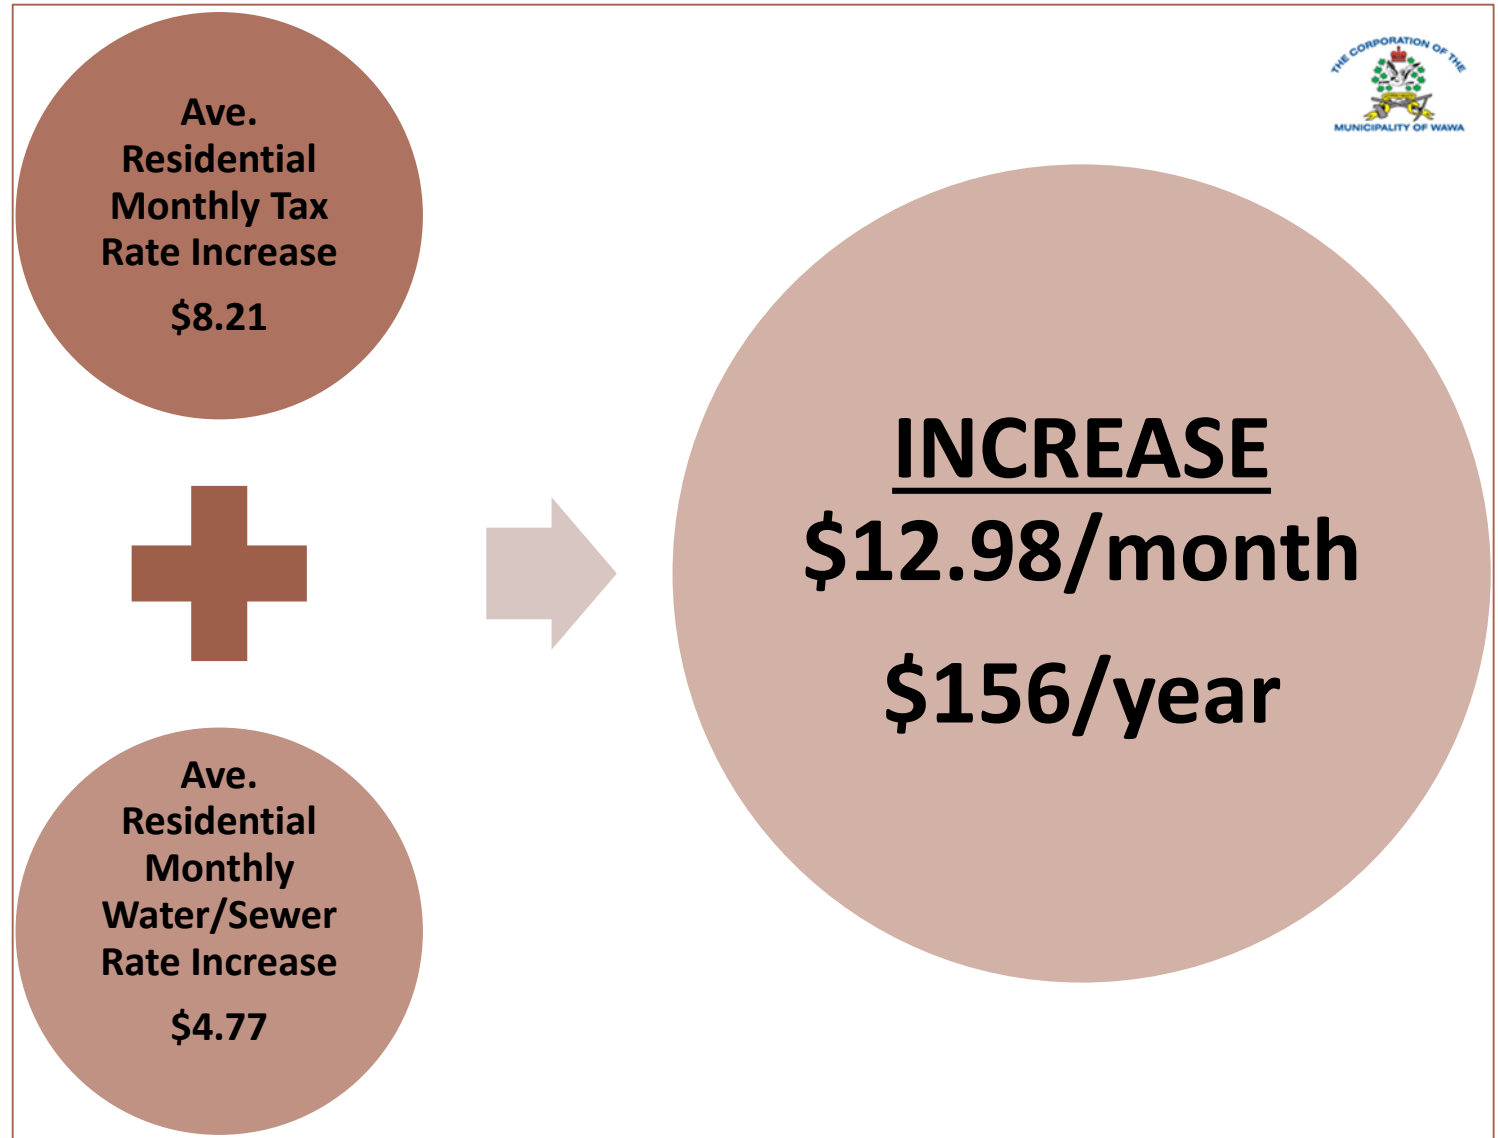 Ave.
Residential
Monthly Tax
Rate Increase
$8.21
Ave.
Residential
Monthly
Water/Sewer
Rate Increase
$4.77
INCREASE
$12.98/month
$156/year
THE CORPORATION OF THE
MUNICIPALITY OF WAWA